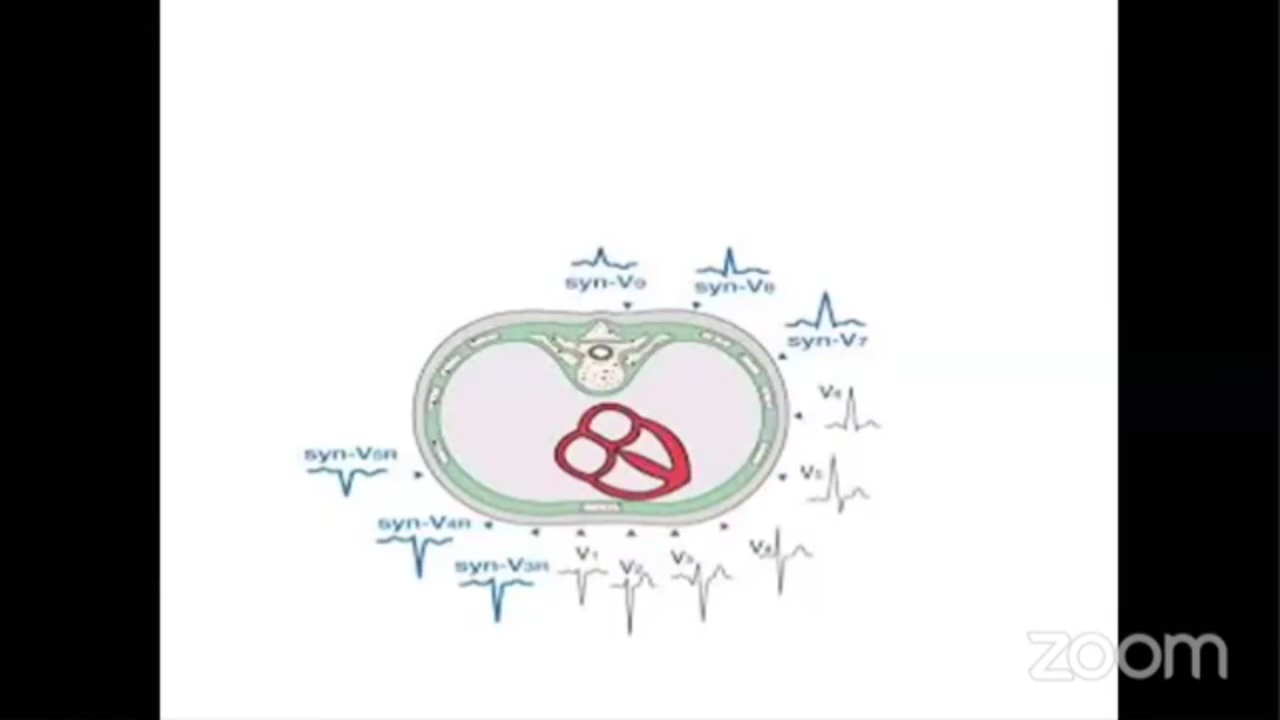 syn-V9
syn-V8
syn-V7
V6
syn-V5R
V5
syn-V4R
V1
V2
V3
V4
syn-V3R
zoom